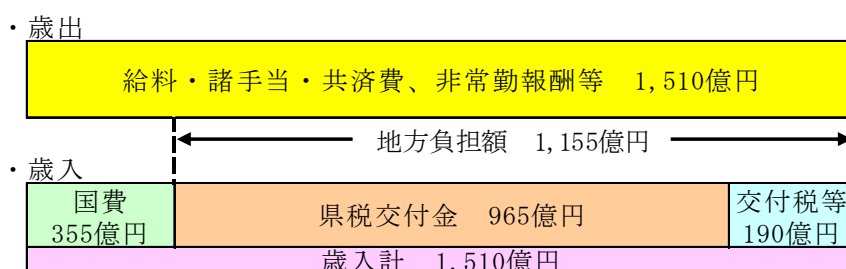 ・歳出
給料・諸手当・共済費、非常勤報酬等　1,510億円
地方負担額　1,155億円
・歳入
国費
355億円
県税交付金　965億円
交付税等
190億円
歳入計　1,510億円